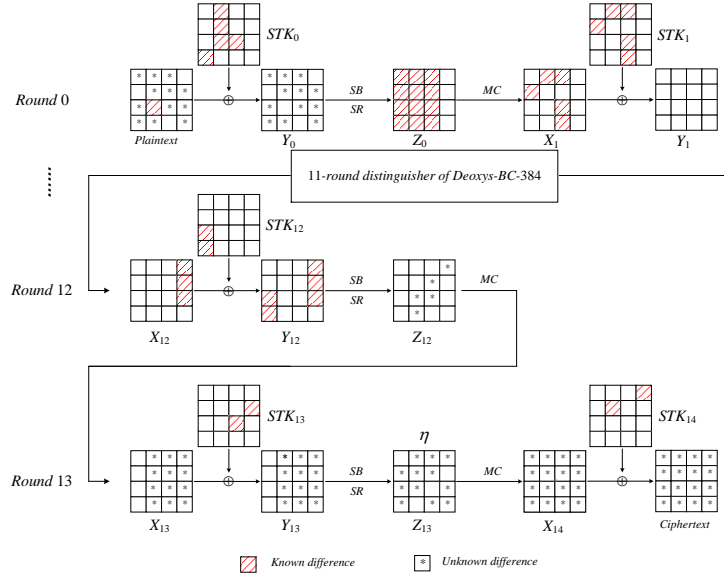 STK0
STK1
Round 0
SB
SR
MC
Plaintext
Y0
Z0
X1
Y1
11-round distinguisher of Deoxys-BC-384
STK12
Round 12
SB
SR
MC
X12
Y12
Z12
STK13
STK14
η
Round 13
SB
SR
MC
X13
Y13
Z13
X14
Ciphertext
Known difference
* Unknown difference